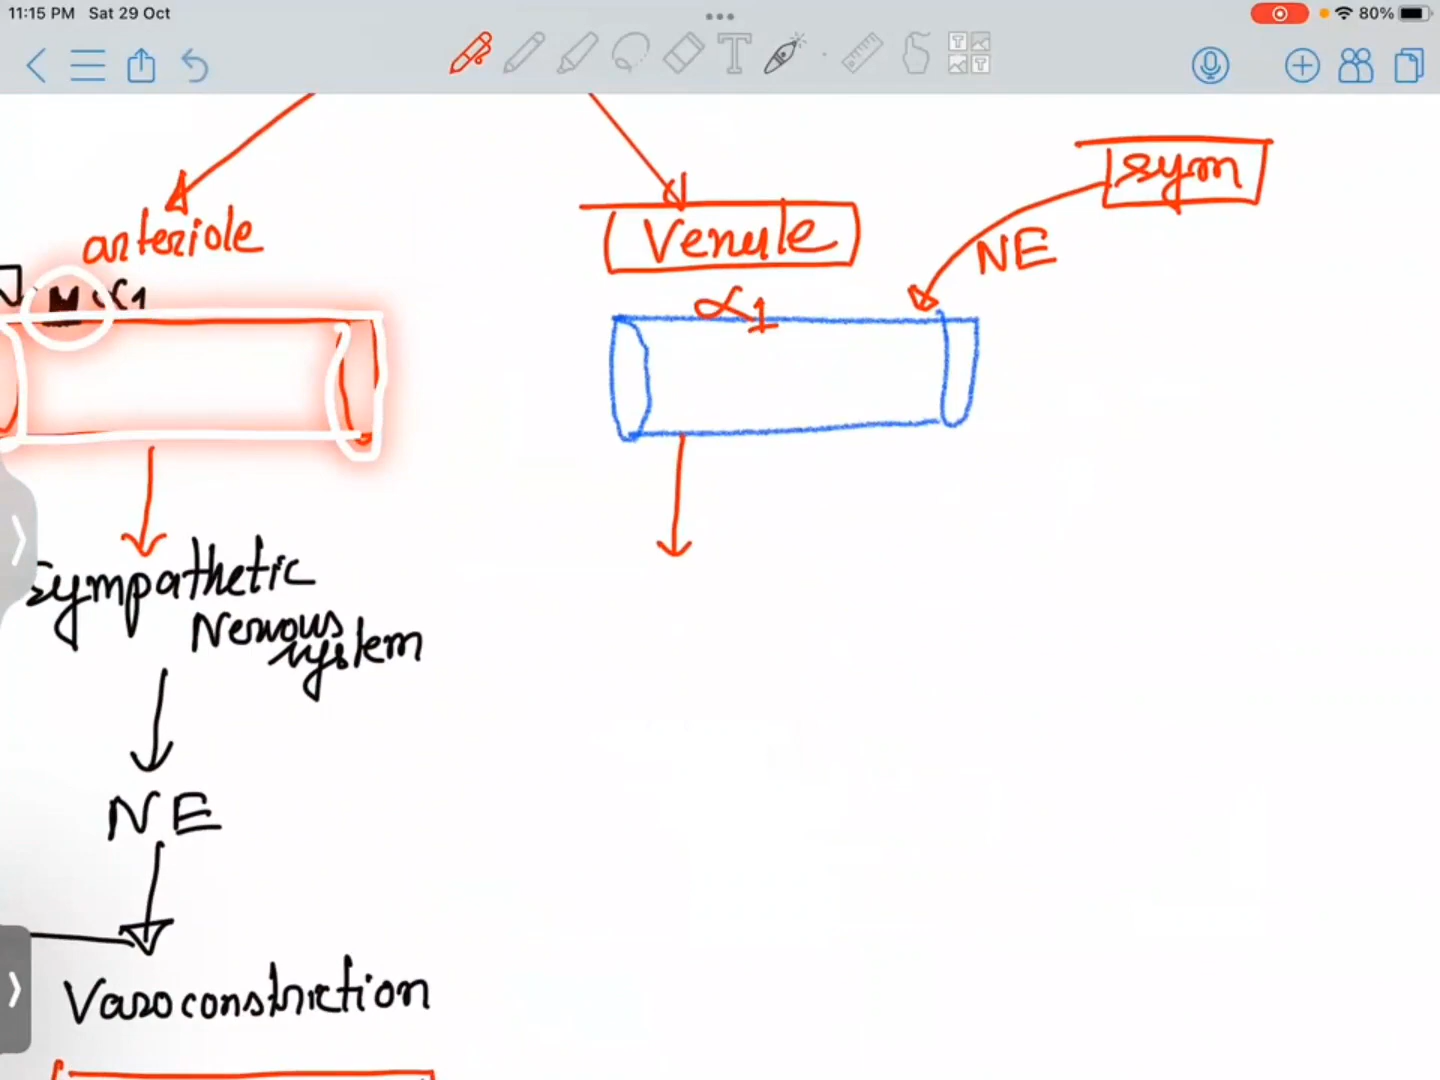 11:15 PM Sat 29 Oct
80%
sym
arteriole
Venule
NE
α1
α1
Sympathetic
Nervous
system
NE
Vasoconstriction